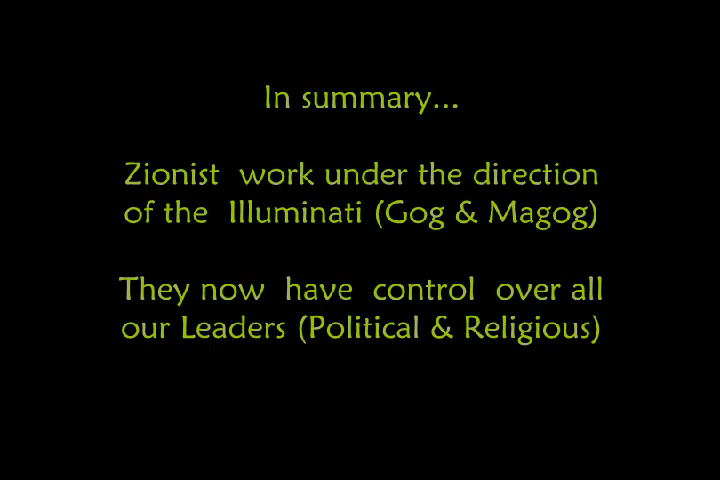 In summary...
Zionist work under the direction
of the Illuminati (Gog & Magog)
They now have control over all
our Leaders (Political & Religious)